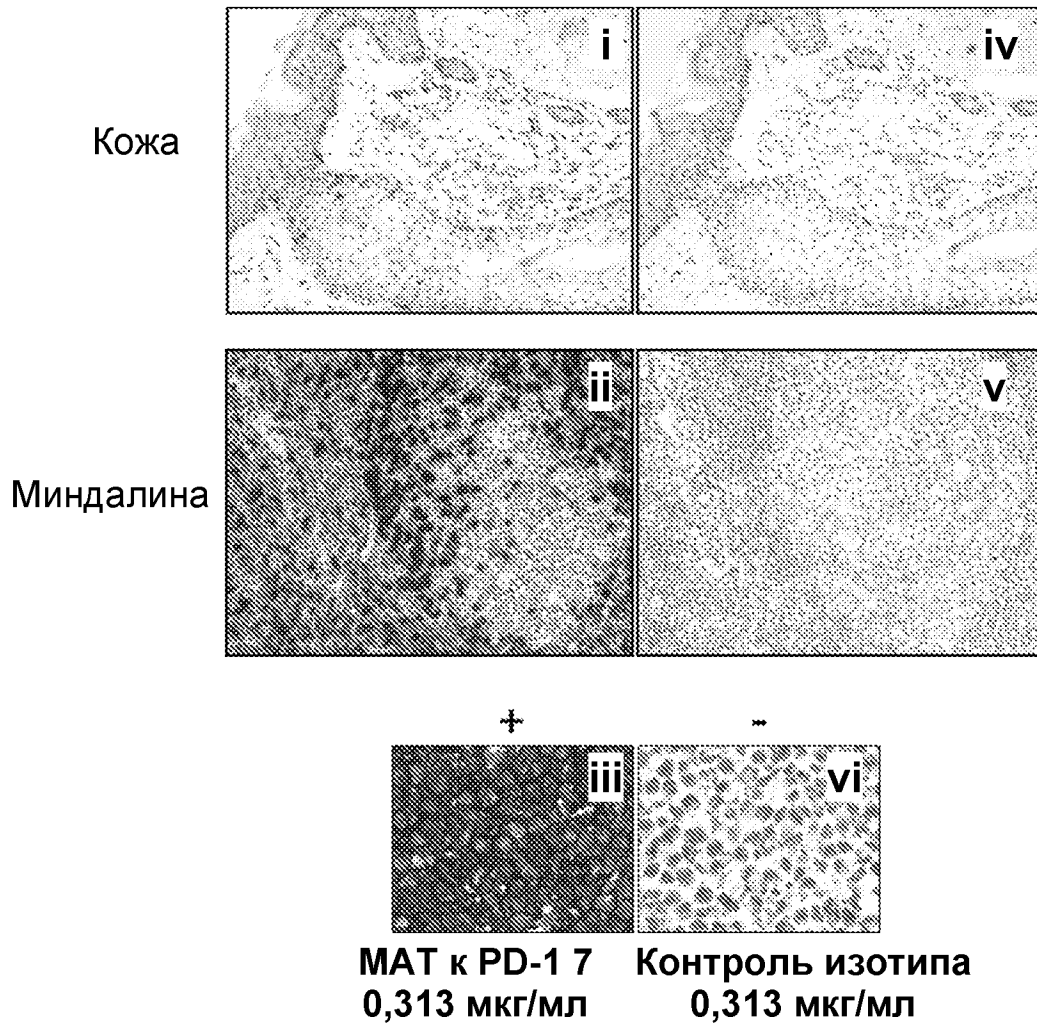 i
iv
Кожа
ii
v
Миндалина
+ -
iii
vi
МАТ к PD-1 7
0,313 мкг/мл
Контроль изотипа
0,313 мкг/мл